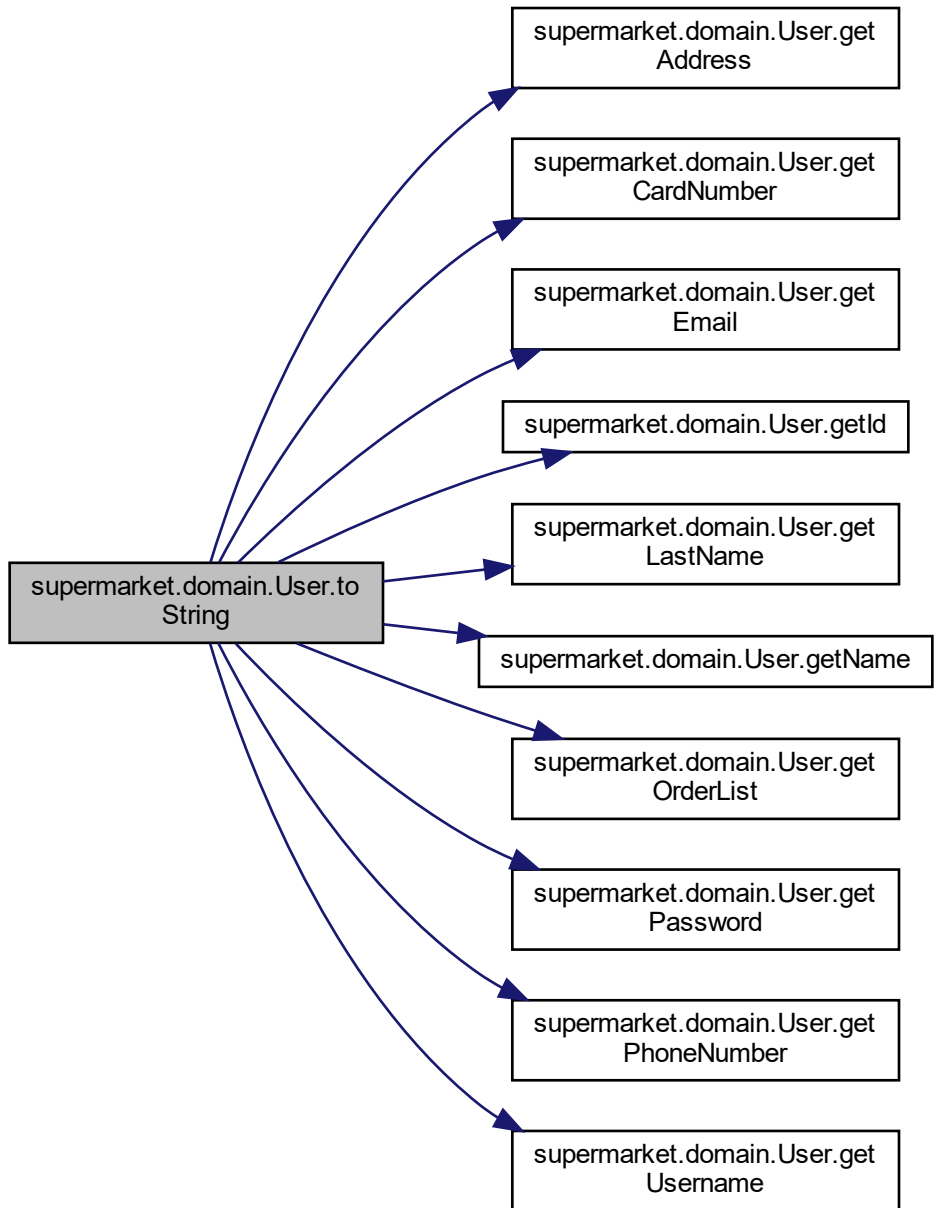 supermarket.domain.User.get
Address
supermarket.domain.User.get
CardNumber
supermarket.domain.User.get
Email
supermarket.domain.User.getId
supermarket.domain.User.get
LastName
supermarket.domain.User.to
String
supermarket.domain.User.getName
supermarket.domain.User.get
OrderList
supermarket.domain.User.get
Password
supermarket.domain.User.get
PhoneNumber
supermarket.domain.User.get
Username